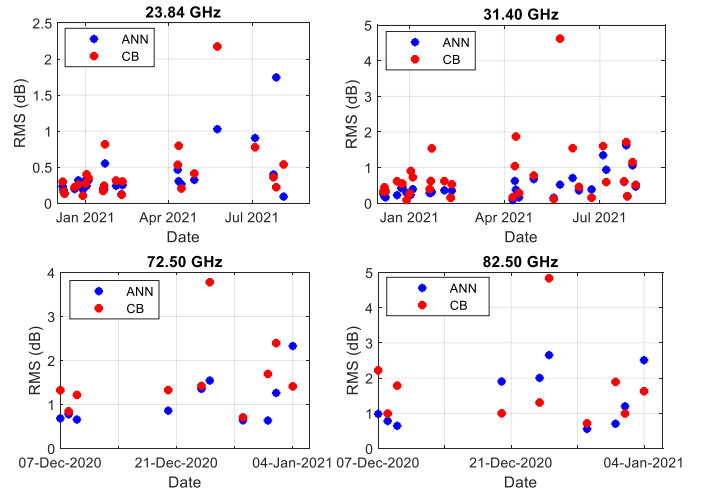 23.84 GHz
2.5
2
1.5
1
0.5
0
RMS (dB)
ANN
CB
Jan 2021
Apr 2021
Jul 2021
Date
31.40 GHz
5
4
3
2
1
0
RMS (dB)
ANN
CB
Jan 2021
Apr 2021
Jul 2021
Date
72.50 GHz
4
3
2
1
0
RMS (dB)
ANN
CB
07-Dec-2020
21-Dec-2020
04-Jan-2021
Date
82.50 GHz
5
4
3
2
1
0
RMS (dB)
ANN
CB
07-Dec-2020
21-Dec-2020
04-Jan-2021
Date